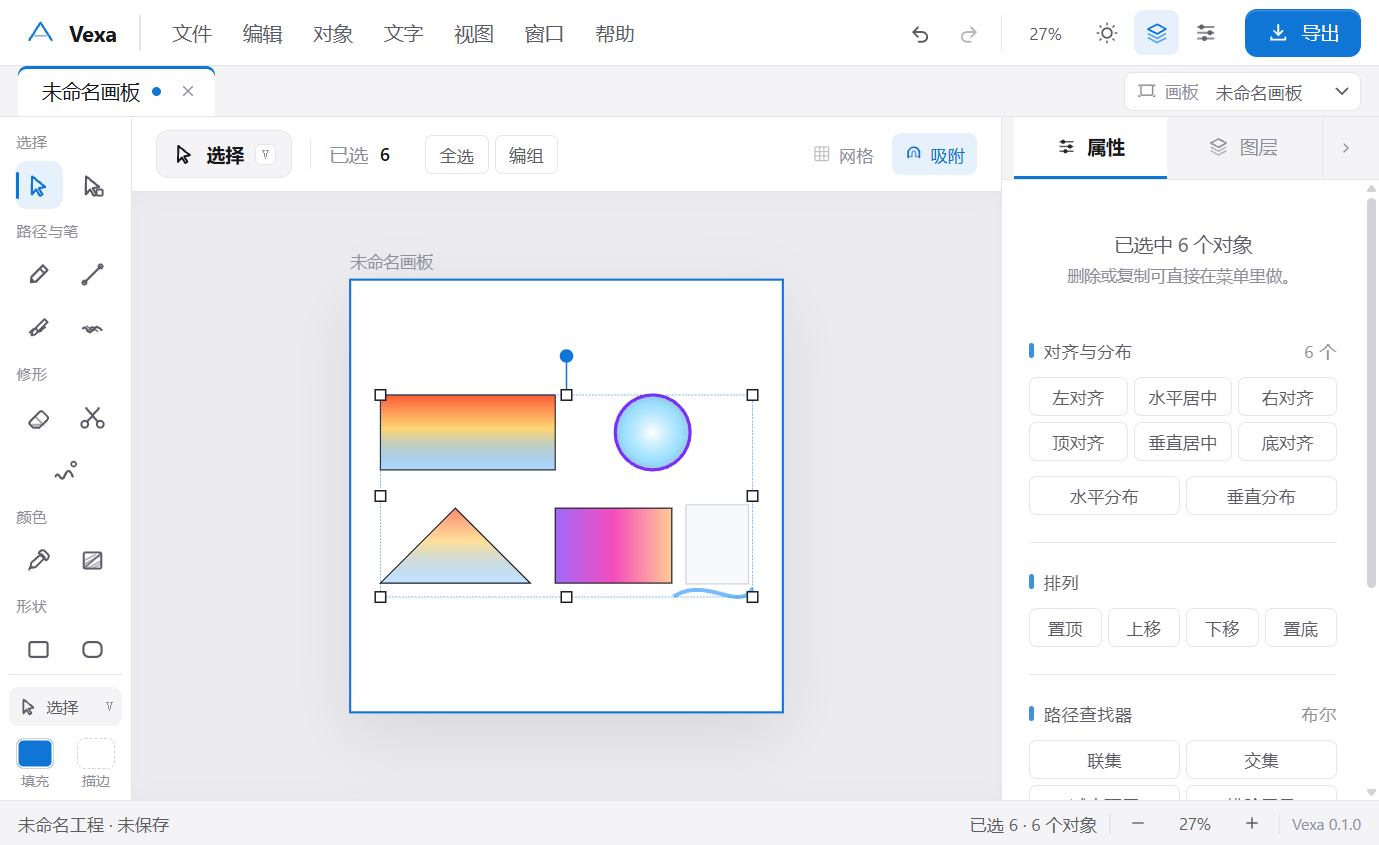 Vexa 文件 编辑 对象 文字 视图 窗口 帮助 27% 导出
未命名画板 画板 未命名画板
选择
选择 V 已选 6 全选 编组 网格 吸附
属性 图层
路径与笔
修形
颜色
形状
选择 V
填充 描边
未命名画板
已选中 6 个对象
删除或复制可直接在菜单里做。
对齐与分布 6 个
左对齐 水平居中 右对齐
顶对齐 垂直居中 底对齐
水平分布 垂直分布
排列
置顶 上移 下移 置底
路径查找器 布尔
联集 交集
未命名工程 · 未保存 已选 6 · 6 个对象 27% Vexa 0.1.0